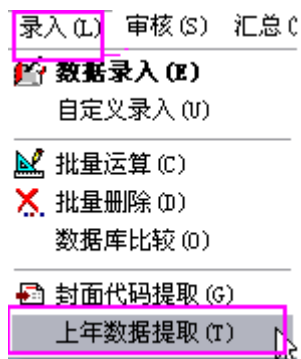 录入(L) 审核(S) 汇总(
数据录入(E)
自定义录入(U)
批量运算(C)
批量删除(D)
数据库比较(O)
封面代码提取(G)
上年数据提取(T)